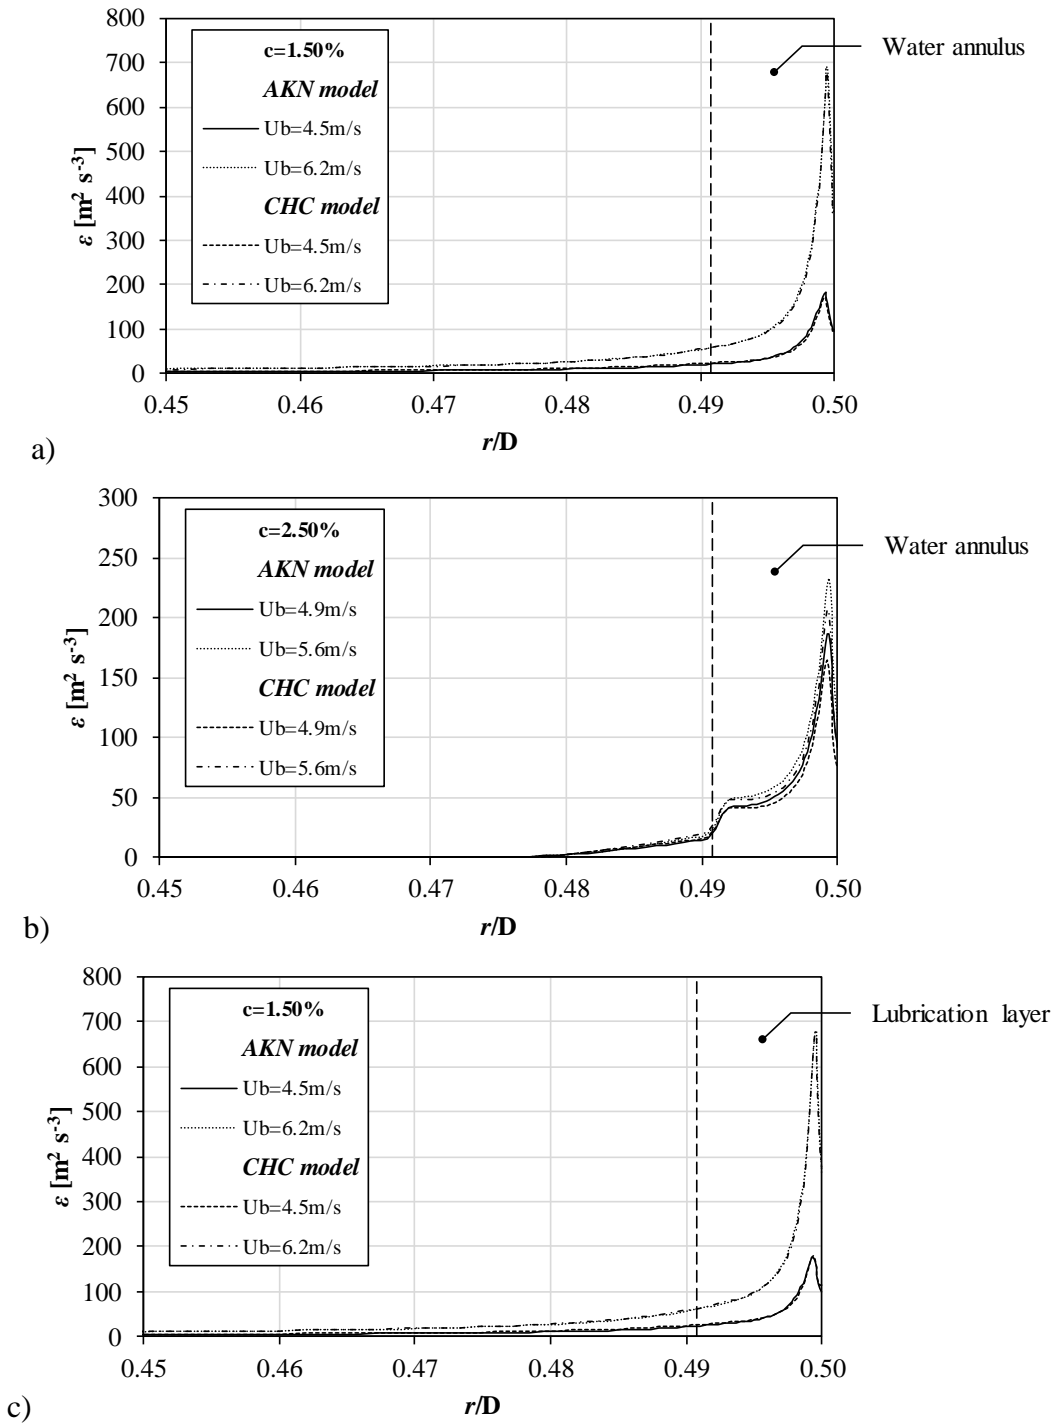 800
700
600
500
400
300
200
100
0
ε [m² s⁻³]
c=1.50%
AKN model
Ub=4.5m/s
Ub=6.2m/s
CHC model
Ub=4.5m/s
Ub=6.2m/s
Water annulus
0.45 0.46 0.47 0.48 0.49 0.50
r/D
a)
300
250
200
150
100
50
0
ε [m² s⁻³]
c=2.50%
AKN model
Ub=4.9m/s
Ub=5.6m/s
CHC model
Ub=4.9m/s
Ub=5.6m/s
Water annulus
0.45 0.46 0.47 0.48 0.49 0.50
r/D
b)
800
700
600
500
400
300
200
100
0
ε [m² s⁻³]
c=1.50%
AKN model
Ub=4.5m/s
Ub=6.2m/s
CHC model
Ub=4.5m/s
Ub=6.2m/s
Lubrication layer
0.45 0.46 0.47 0.48 0.49 0.50
r/D
c)